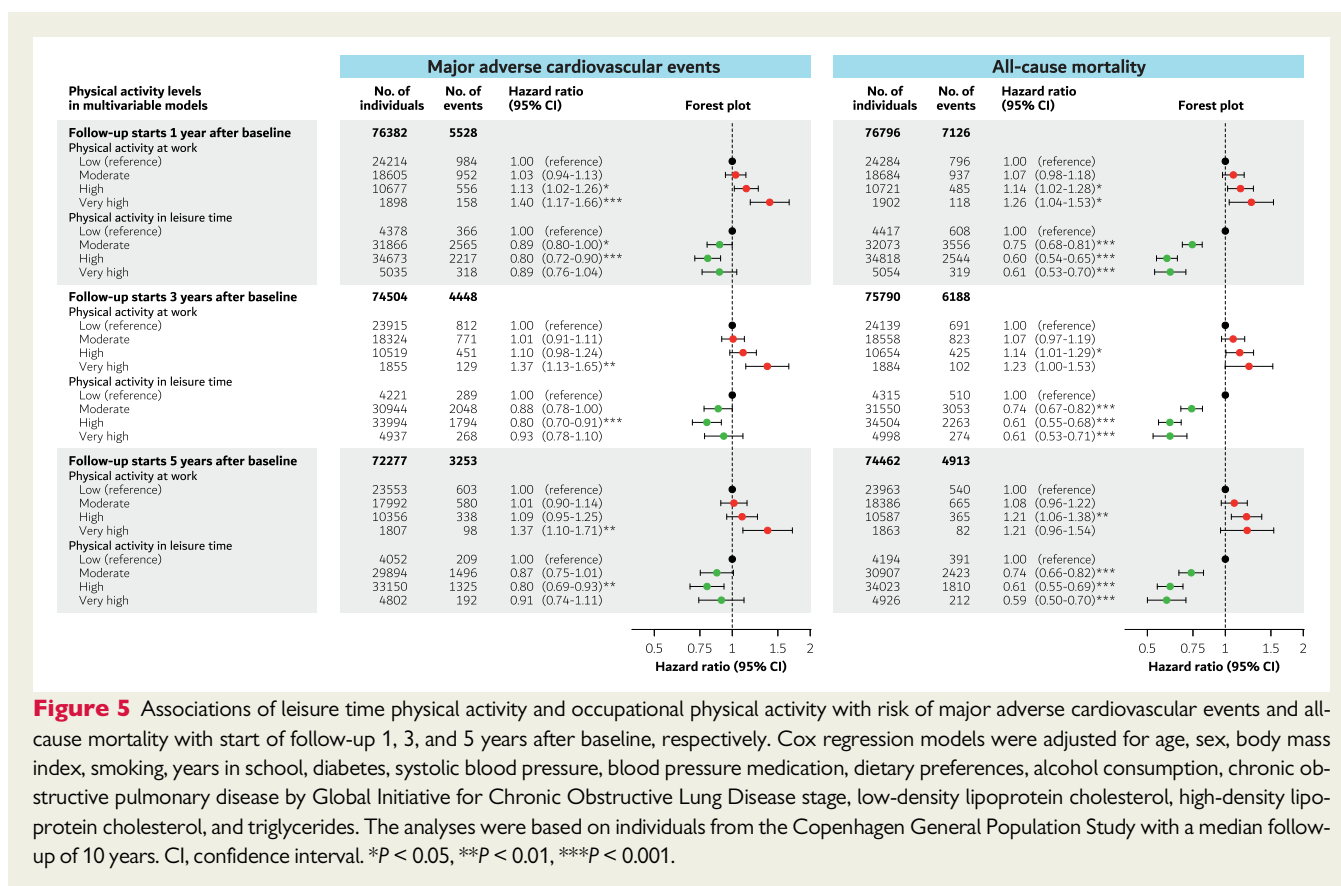 Major adverse cardiovascular events All-cause mortality
Physical activity levels in multivariable models No. of individuals No. of events Hazard ratio (95% CI) Forest plot No. of individuals No. of events Hazard ratio (95% CI) Forest plot
Follow-up starts 1 year after baseline 76382 5528 76796 7126
Physical activity at work
Low (reference) 24214 984 1.00 (reference) 24284 796 1.00 (reference)
Moderate 18605 952 1.03 (0.94-1.13) 18684 937 1.07 (0.98-1.18)
High 10677 556 1.13 (1.02-1.26)* 10721 485 1.14 (1.02-1.28)*
Very high 1898 158 1.40 (1.17-1.66)*** 1902 118 1.26 (1.04-1.53)*
Physical activity in leisure time
Low (reference) 4378 366 1.00 (reference) 4417 608 1.00 (reference)
Moderate 31866 2565 0.89 (0.80-1.00)* 32073 3556 0.75 (0.68-0.81)***
High 34673 2217 0.80 (0.72-0.90)*** 34818 2544 0.60 (0.54-0.65)***
Very high 5035 318 0.89 (0.76-1.04) 5054 319 0.61 (0.53-0.70)***
Follow-up starts 3 years after baseline 74504 4448 75790 6188
Physical activity at work
Low (reference) 23915 812 1.00 (reference) 24139 691 1.00 (reference)
Moderate 18324 771 1.01 (0.91-1.11) 18558 823 1.07 (0.97-1.19)
High 10519 451 1.10 (0.98-1.24) 10654 425 1.14 (1.01-1.29)*
Very high 1855 129 1.37 (1.13-1.65)** 1884 102 1.23 (1.00-1.53)
Physical activity in leisure time
Low (reference) 4221 289 1.00 (reference) 4315 510 1.00 (reference)
Moderate 30944 2048 0.88 (0.78-1.00) 31550 3053 0.74 (0.67-0.82)***
High 33994 1794 0.80 (0.70-0.91)*** 34504 2263 0.61 (0.55-0.68)***
Very high 4937 268 0.93 (0.78-1.10) 4998 274 0.61 (0.53-0.71)***
Follow-up starts 5 years after baseline 72277 3253 74462 4913
Physical activity at work
Low (reference) 23553 603 1.00 (reference) 23963 540 1.00 (reference)
Moderate 17992 580 1.01 (0.90-1.14) 18386 665 1.08 (0.96-1.22)
High 10356 338 1.09 (0.95-1.25) 10587 365 1.21 (1.06-1.38)**
Very high 1807 98 1.37 (1.10-1.71)** 1863 82 1.21 (0.96-1.54)
Physical activity in leisure time
Low (reference) 4052 209 1.00 (reference) 4194 391 1.00 (reference)
Moderate 29894 1496 0.87 (0.75-1.01) 30907 2423 0.74 (0.66-0.82)***
High 33150 1325 0.80 (0.69-0.93)** 34023 1810 0.61 (0.55-0.69)***
Very high 4802 192 0.91 (0.74-1.11) 4926 212 0.59 (0.50-0.70)***
0.5 0.75 1 1.5 2 0.5 0.75 1 1.5 2
Hazard ratio (95% CI) Hazard ratio (95% CI)
Figure 5 Associations of leisure time physical activity and occupational physical activity with risk of major adverse cardiovascular events and all-
cause mortality with start of follow-up 1, 3, and 5 years after baseline, respectively. Cox regression models were adjusted for age, sex, body mass
index, smoking, years in school, diabetes, systolic blood pressure, blood pressure medication, dietary preferences, alcohol consumption, chronic ob-
structive pulmonary disease by Global Initiative for Chronic Obstructive Lung Disease stage, low-density lipoprotein cholesterol, high-density lipo-
protein cholesterol, and triglycerides. The analyses were based on individuals from the Copenhagen General Population Study with a median follow-
up of 10 years. CI, confidence interval. *P < 0.05, **P < 0.01, ***P < 0.001.